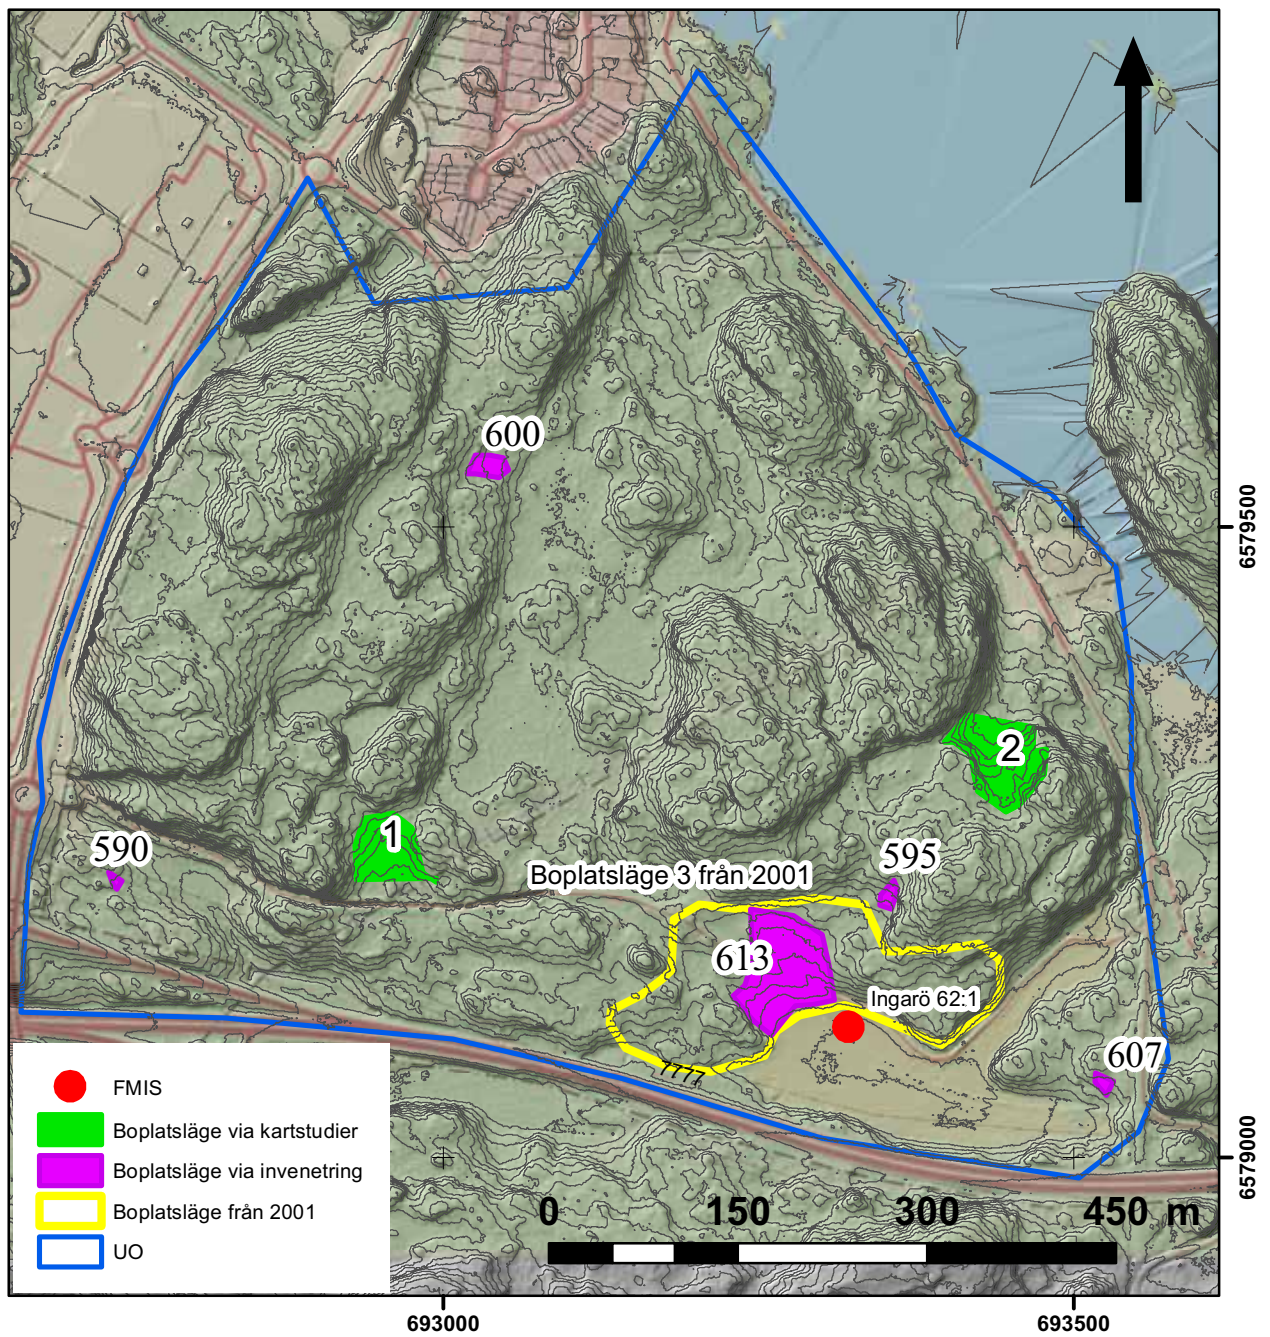 600
6579500
2
1
590
595
Boplatsläge 3 från 2001
613
Ingarö 62:1
607
7777
FMIS
Boplatsläge via kartstudier
Boplatsläge via invenetring
Boplatsläge från 2001
UO
6579000
0 150 300 450 m
693000
693500